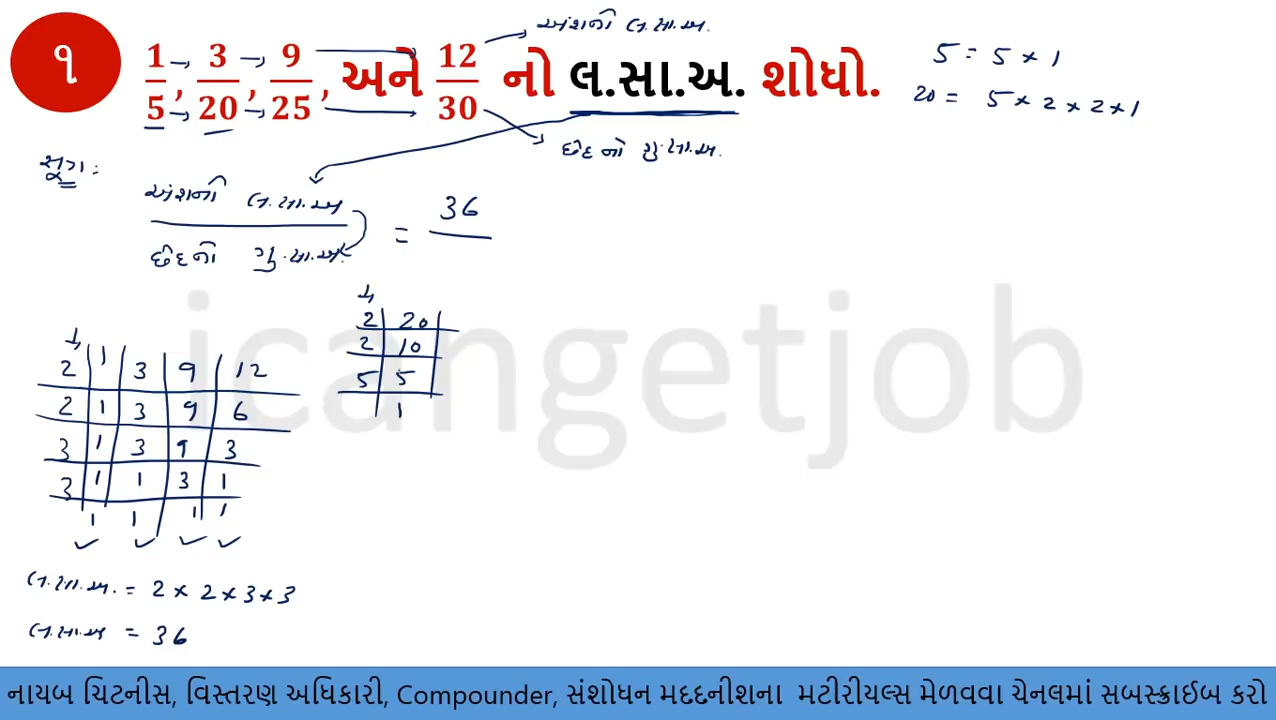 ૧
1/5, 3/20, 9/25, અને 12/30 નો લ.સા.અ. શોધો.
અંશનો લ.સા.અ.
છેદ નો ગુ.સા.અ.
5 = 5 × 1
20 = 5 × 2 × 2 × 1
સૂત્ર :
અંશનો લ.સા.અ
છેદનો ગુ.સા.અ.
= 36
2 | 20
2 | 10
5 | 5
1
2 | 1 | 3 | 9 | 12
2 | 1 | 3 | 9 | 6
3 | 1 | 3 | 9 | 3
3 | 1 | 1 | 3 | 1
1 | 1 | 1 | 1
લ.સા.અ. = 2 × 2 × 3 × 3
લ.સા.અ = 36
icangetjob
નાયબ ચિટનીસ, વિસ્તરણ અધિકારી, Compounder, સંશોધન મદદનીશના મટીરીયલ્સ મેળવવા ચેનલમાં સબસ્ક્રાઈબ કરો